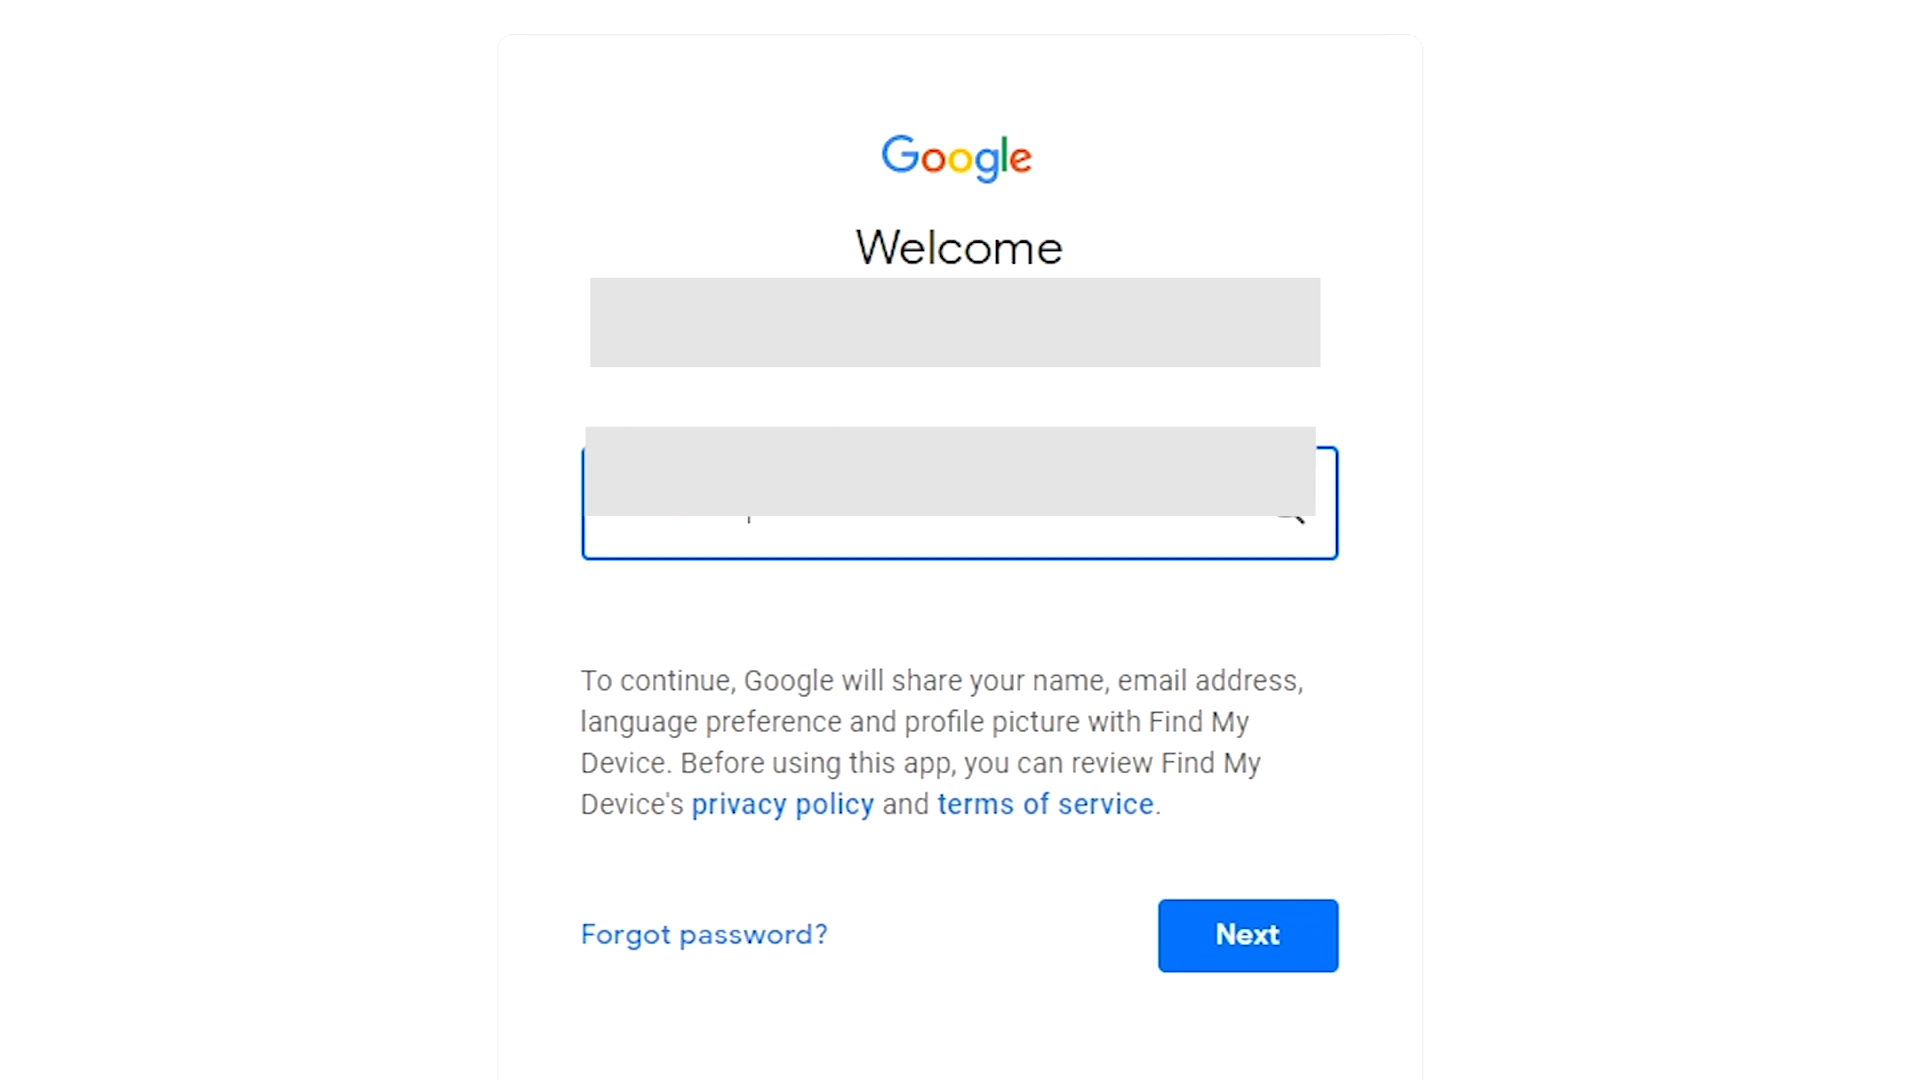 Google
Welcome
To continue, Google will share your name, email address,
language preference and profile picture with Find My
Device. Before using this app, you can review Find My
Device's privacy policy and terms of service.
Forgot password?
Next